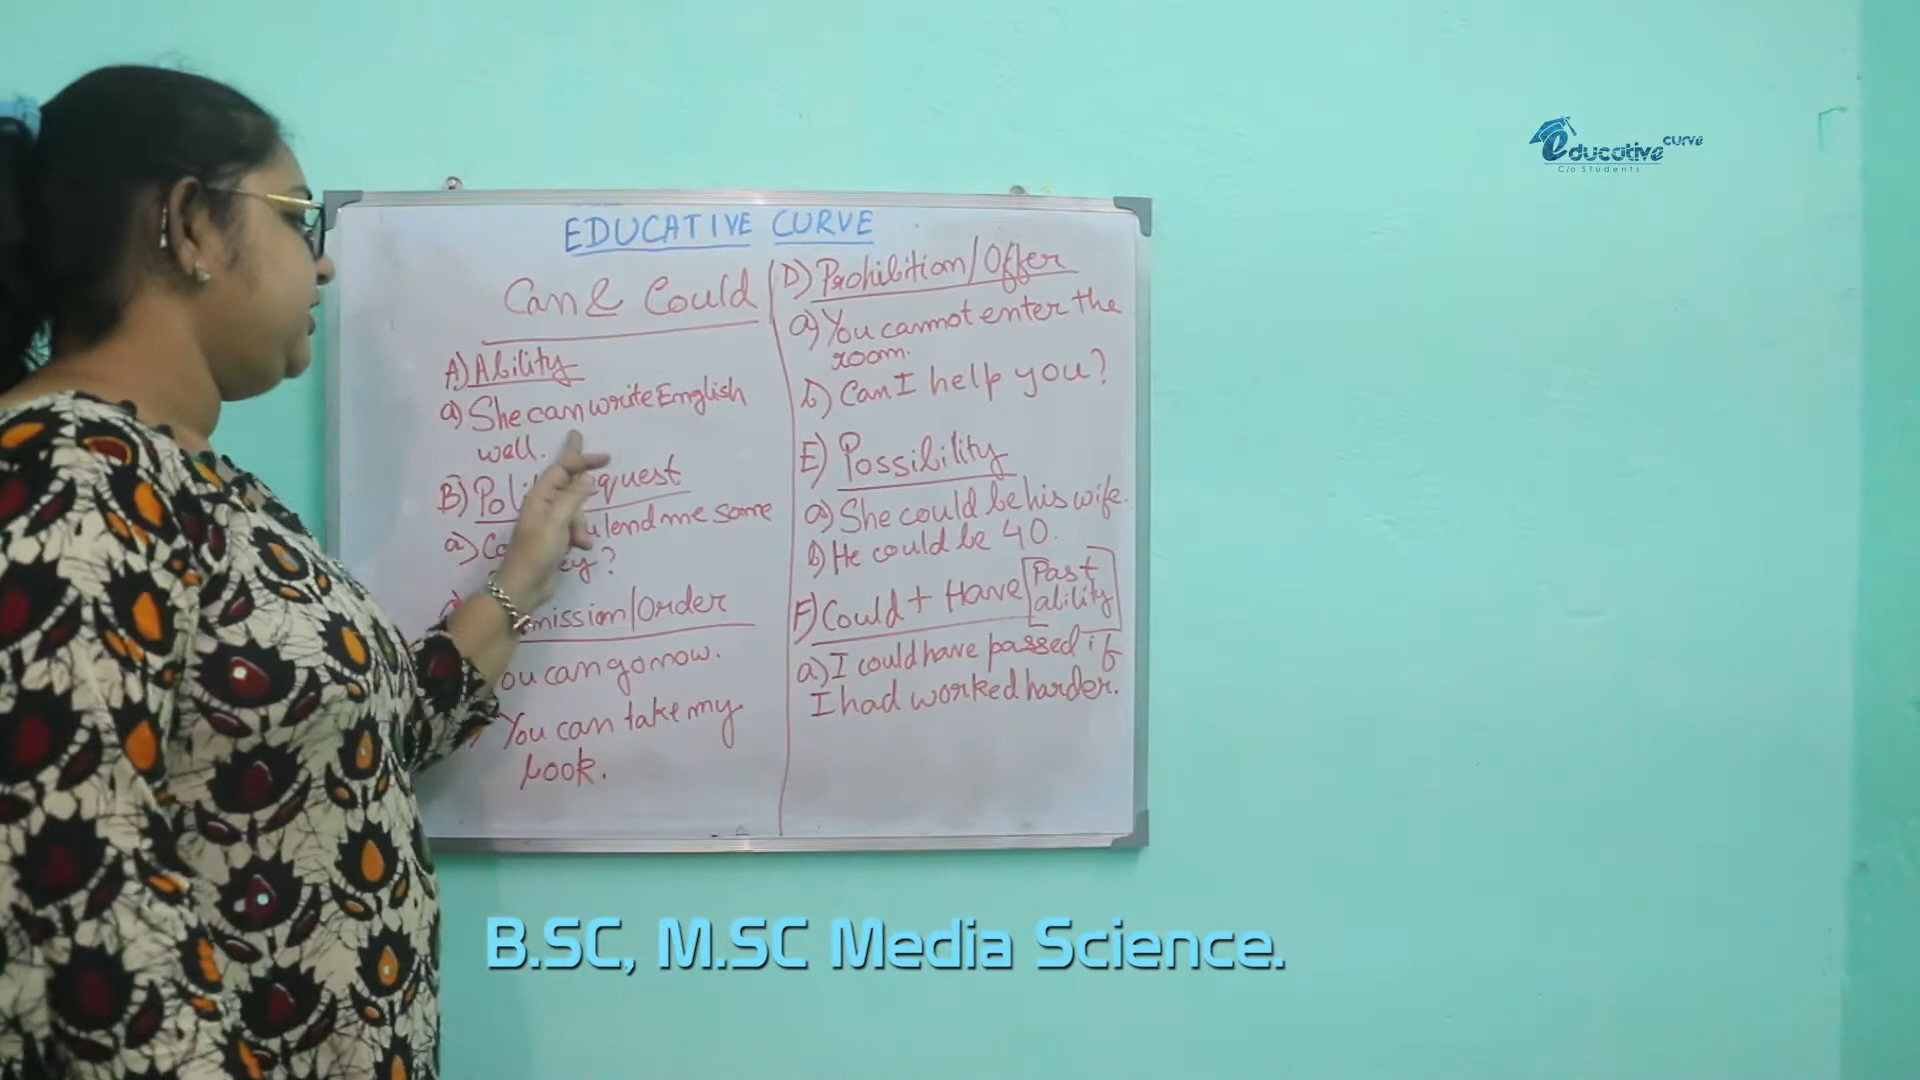 EDUCATIVE CURVE
Can & Could
A) Ability
a) She can write English
well.
B) quest
a) lend me some
?
mission/Order
ou can go now.
You can take my
book.
D) Prohibition/Offer
a) You cannot enter the
room.
b) Can I help you?
E) Possibility
a) She could be his wife.
b) He could be 40.
F) Could + Have [Past
ability]
a) I could have passed if
I had worked harder.
Educative curve
C/o Students
B.SC, M.SC Media Science.